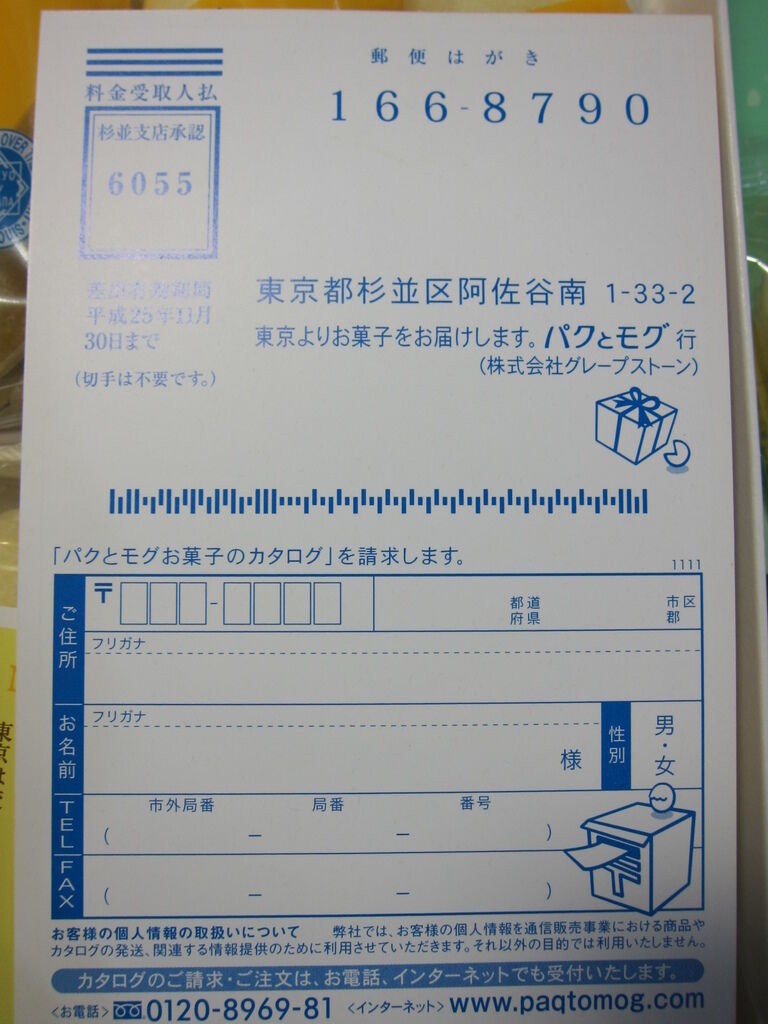 郵便はがき
料金受取人払
杉並支店承認
6055
166-8790
差出有効期間
平成25年11月
30日まで
(切手は不要です。)
東京都杉並区阿佐谷南 1-33-2
東京よりお菓子をお届けします。パクとモグ 行
(株式会社グレープストーン)
「パクとモグお菓子のカタログ」を請求します。
1111
ご住所
〒 -
都道府県
市区郡
フリガナ
お名前
フリガナ
様
性別
男・女
TEL
市外局番 局番 番号
( − − )
FAX
( − − )
お客様の個人情報の取扱いについて 弊社では、お客様の個人情報を通信販売事業における商品や
カタログの発送、関連する情報提供のために利用させていただきます。それ以外の目的では利用いたしません。
カタログのご請求・ご注文は、お電話、インターネットでも受付いたします。
<お電話> 0120-8969-81 <インターネット> www.paqtomog.com